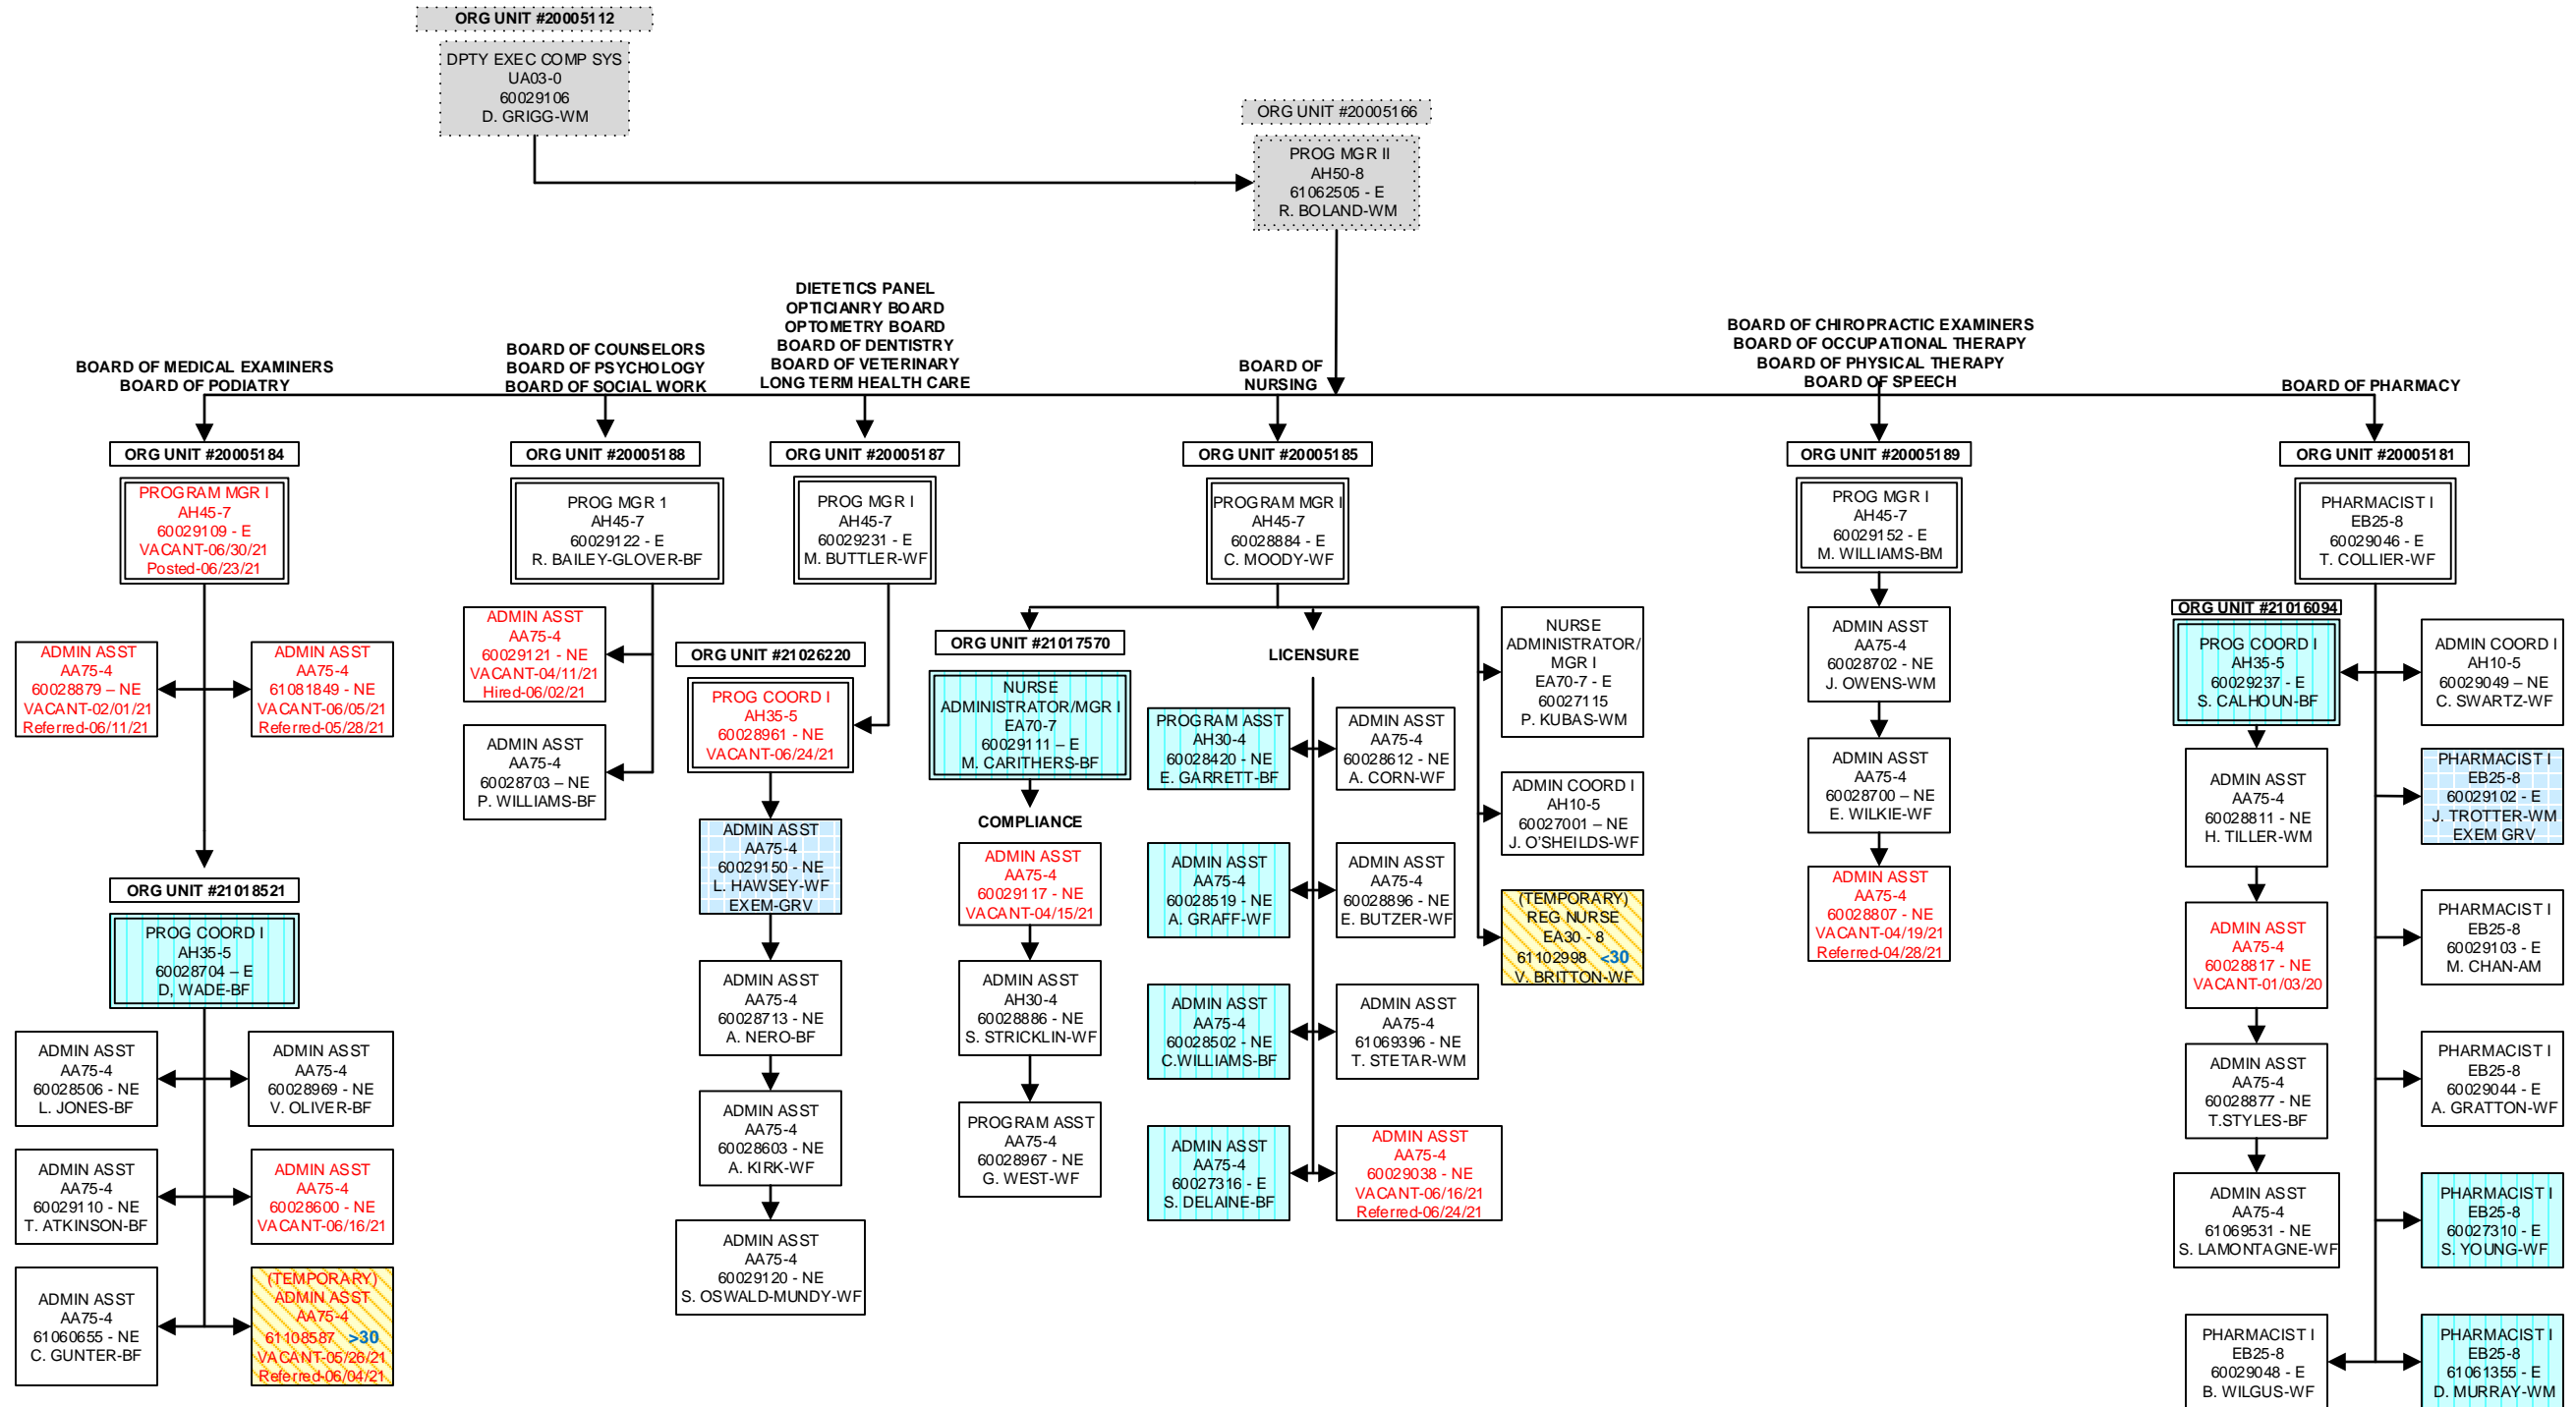 ORG UNIT #20005112
DPTY EXEC COMP SYS
UA03-0
60029106
D. GRIGG-WM
ORG UNIT #20005166
PROG MGR II
AH50-8
61062505 - E
R. BOLAND-WM
BOARD OF MEDICAL EXAMINERS
BOARD OF PODIATRY
BOARD OF COUNSELORS
BOARD OF PSYCHOLOGY
BOARD OF SOCIAL WORK
DIETETICS PANEL
OPTICIANRY BOARD
OPTOMETRY BOARD
BOARD OF DENTISTRY
BOARD OF VETERINARY
LONG TERM HEALTH CARE
BOARD OF
NURSING
BOARD OF CHIROPRACTIC EXAMINERS
BOARD OF OCCUPATIONAL THERAPY
BOARD OF PHYSICAL THERAPY
BOARD OF SPEECH
BOARD OF PHARMACY
ORG UNIT #20005184
PROGRAM MGR I
AH45-7
60029109 - E
VACANT-06/30/21
Posted-06/23/21
ADMIN ASST
AA75-4
60028879 – NE
VACANT-02/01/21
Referred-06/11/21
ADMIN ASST
AA75-4
61081849 - NE
VACANT-06/05/21
Referred-05/28/21
ORG UNIT #21018521
PROG COORD I
AH35-5
60028704 – E
D, WADE-BF
ADMIN ASST
AA75-4
60028506 - NE
L. JONES-BF
ADMIN ASST
AA75-4
60028969 - NE
V. OLIVER-BF
ADMIN ASST
AA75-4
60029110 - NE
T. ATKINSON-BF
ADMIN ASST
AA75-4
60028600 - NE
VACANT-06/16/21
ADMIN ASST
AA75-4
61060655 - NE
C. GUNTER-BF
(TEMPORARY)
ADMIN ASST
AA75-4
61108587 >30
VACANT-05/26/21
Referred-06/04/21
ORG UNIT #20005188
PROG MGR 1
AH45-7
60029122 - E
R. BAILEY-GLOVER-BF
ADMIN ASST
AA75-4
60029121 - NE
VACANT-04/11/21
Hired-06/02/21
ADMIN ASST
AA75-4
60028703 – NE
P. WILLIAMS-BF
ORG UNIT #20005187
PROG MGR I
AH45-7
60029231 - E
M. BUTTLER-WF
ORG UNIT #21026220
PROG COORD I
AH35-5
60028961 - NE
VACANT-06/24/21
ADMIN ASST
AA75-4
60029150 - NE
L. HAWSEY-WF
EXEM-GRV
ADMIN ASST
AA75-4
60028713 - NE
A. NERO-BF
ADMIN ASST
AA75-4
60028603 - NE
A. KIRK-WF
ADMIN ASST
AA75-4
60029120 - NE
S. OSWALD-MUNDY-WF
ORG UNIT #20005185
PROGRAM MGR I
AH45-7
60028884 - E
C. MOODY-WF
ORG UNIT #21017570
NURSE
ADMINISTRATOR/MGR I
EA70-7
60029111 – E
M. CARITHERS-BF
COMPLIANCE
ADMIN ASST
AA75-4
60029117 - NE
VACANT-04/15/21
ADMIN ASST
AH30-4
60028886 - NE
S. STRICKLIN-WF
PROGRAM ASST
AA75-4
60028967 - NE
G. WEST-WF
LICENSURE
PROGRAM ASST
AH30-4
60028420 - NE
E. GARRETT-BF
ADMIN ASST
AA75-4
60028612 - NE
A. CORN-WF
ADMIN ASST
AA75-4
60028519 - NE
A. GRAFF-WF
ADMIN ASST
AA75-4
60028896 - NE
E. BUTZER-WF
ADMIN ASST
AA75-4
60028502 - NE
C.WILLIAMS-BF
ADMIN ASST
AA75-4
61069396 - NE
T. STETAR-WM
ADMIN ASST
AA75-4
60027316 - E
S. DELAINE-BF
ADMIN ASST
AA75-4
60029038 - NE
VACANT-06/16/21
Referred-06/24/21
NURSE
ADMINISTRATOR/
MGR I
EA70-7 - E
60027115
P. KUBAS-WM
ADMIN COORD I
AH10-5
60027001 – NE
J. O'SHEILDS-WF
(TEMPORARY)
REG NURSE
EA30 - 8
61102998 <30
V. BRITTON-WF
ORG UNIT #20005189
PROG MGR I
AH45-7
60029152 - E
M. WILLIAMS-BM
ADMIN ASST
AA75-4
60028702 - NE
J. OWENS-WM
ADMIN ASST
AA75-4
60028700 – NE
E. WILKIE-WF
ADMIN ASST
AA75-4
60028807 - NE
VACANT-04/19/21
Referred-04/28/21
ORG UNIT #20005181
PHARMACIST I
EB25-8
60029046 - E
T. COLLIER-WF
ORG UNIT #21016094
PROG COORD I
AH35-5
60029237 - E
S. CALHOUN-BF
ADMIN COORD I
AH10-5
60029049 – NE
C. SWARTZ-WF
ADMIN ASST
AA75-4
60028811 - NE
H. TILLER-WM
PHARMACIST I
EB25-8
60029102 - E
J. TROTTER-WM
EXEM GRV
ADMIN ASST
AA75-4
60028817 - NE
VACANT-01/03/20
PHARMACIST I
EB25-8
60029103 - E
M. CHAN-AM
ADMIN ASST
AA75-4
60028877 - NE
T.STYLES-BF
PHARMACIST I
EB25-8
60029044 - E
A. GRATTON-WF
ADMIN ASST
AA75-4
61069531 - NE
S. LAMONTAGNE-WF
PHARMACIST I
EB25-8
60027310 - E
S. YOUNG-WF
PHARMACIST I
EB25-8
60029048 - E
B. WILGUS-WF
PHARMACIST I
EB25-8
61061355 - E
D. MURRAY-WM